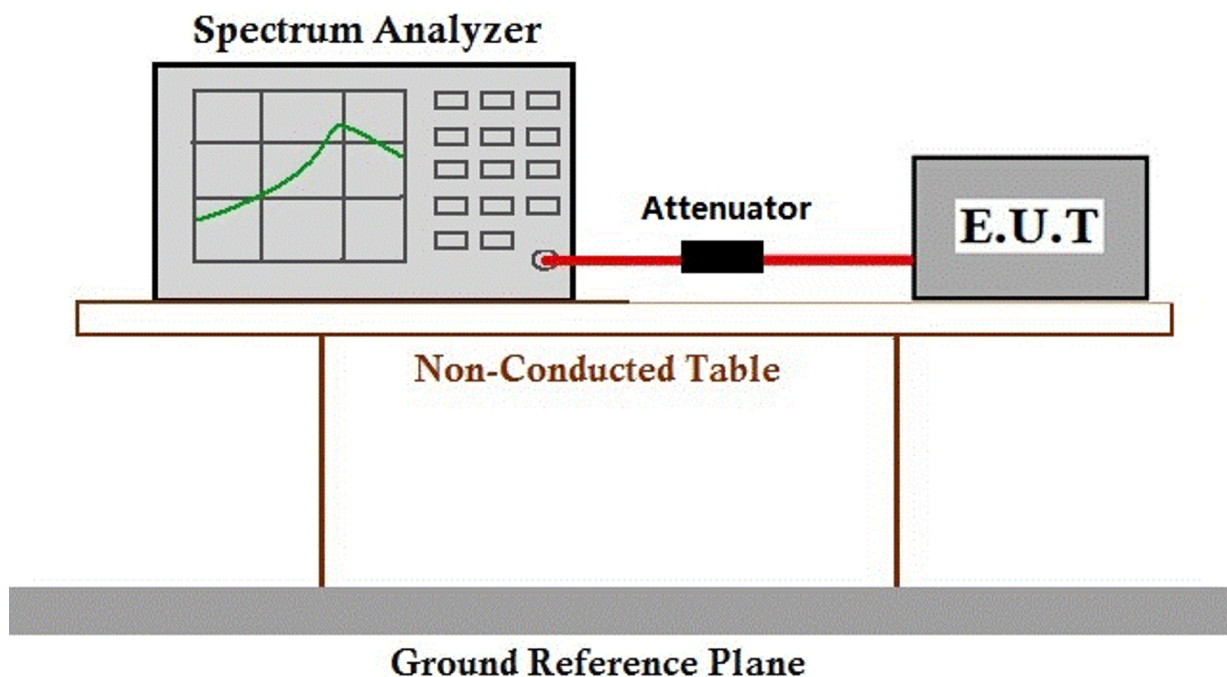 Spectrum Analyzer
Attenuator
E.U.T
Non-Conducted Table
Ground Reference Plane